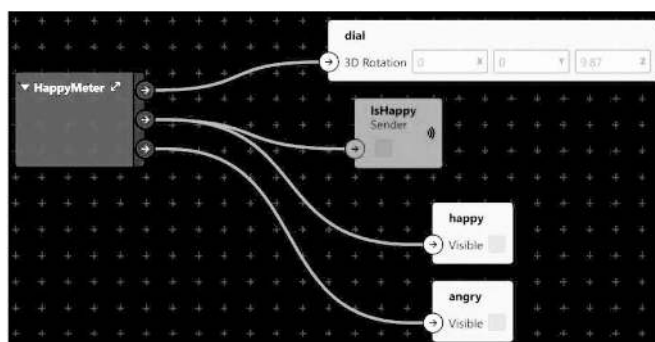 dial
3D Rotation 0 X 0 Y 9.87 Z
HappyMeter
IsHappy
Sender
happy
Visible
angry
Visible